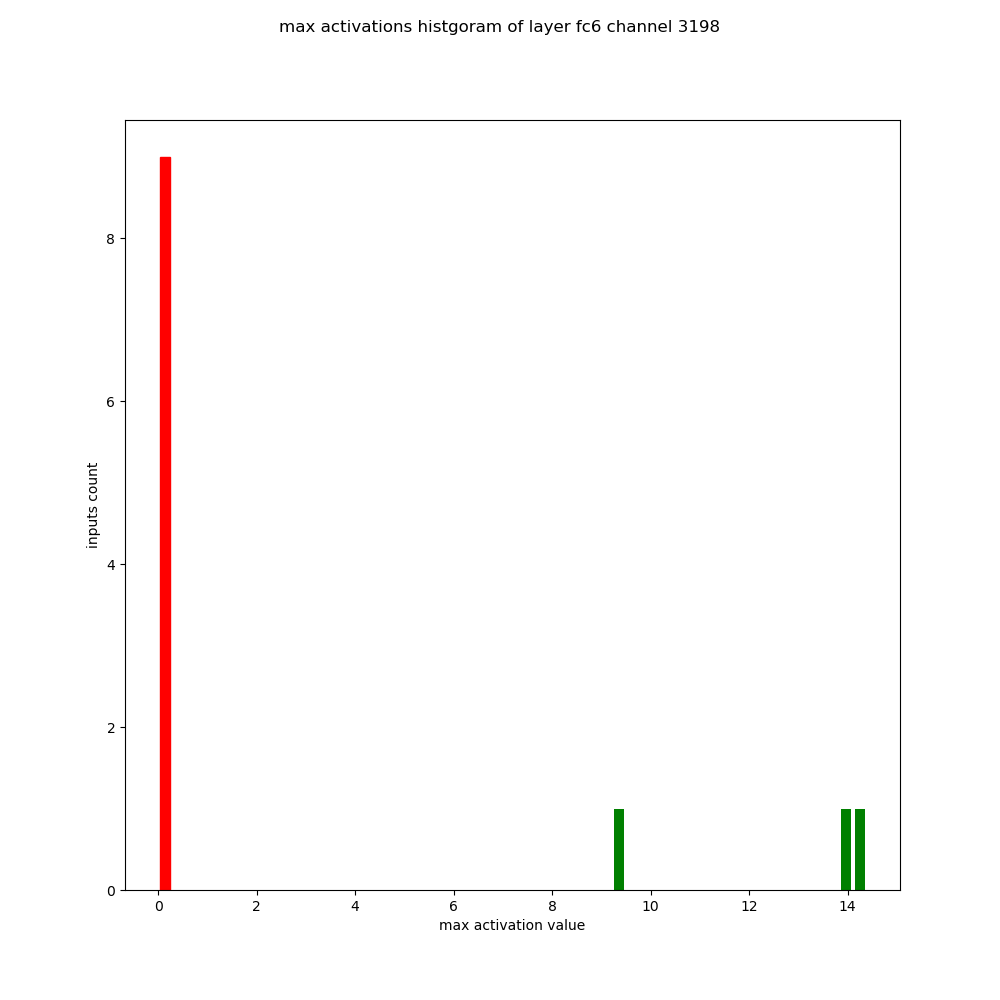 max activations histgoram of layer fc6 channel 3198
8
6
4
2
0
inputs count
0 2 4 6 8 10 12 14
max activation value